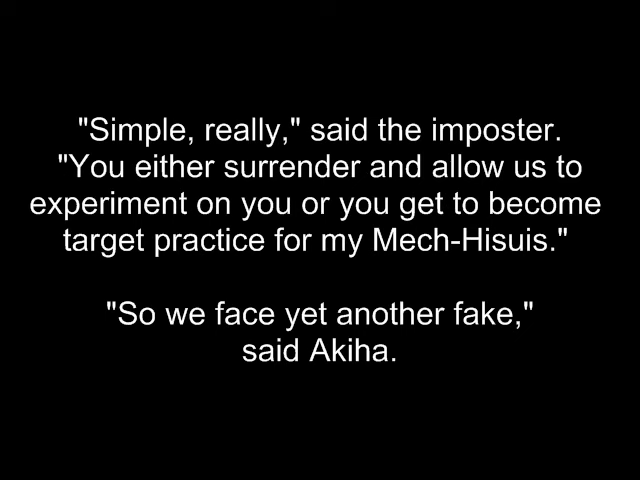 "Simple, really," said the imposter.
"You either surrender and allow us to
experiment on you or you get to become
target practice for my Mech-Hisuis."
"So we face yet another fake,"
said Akiha.